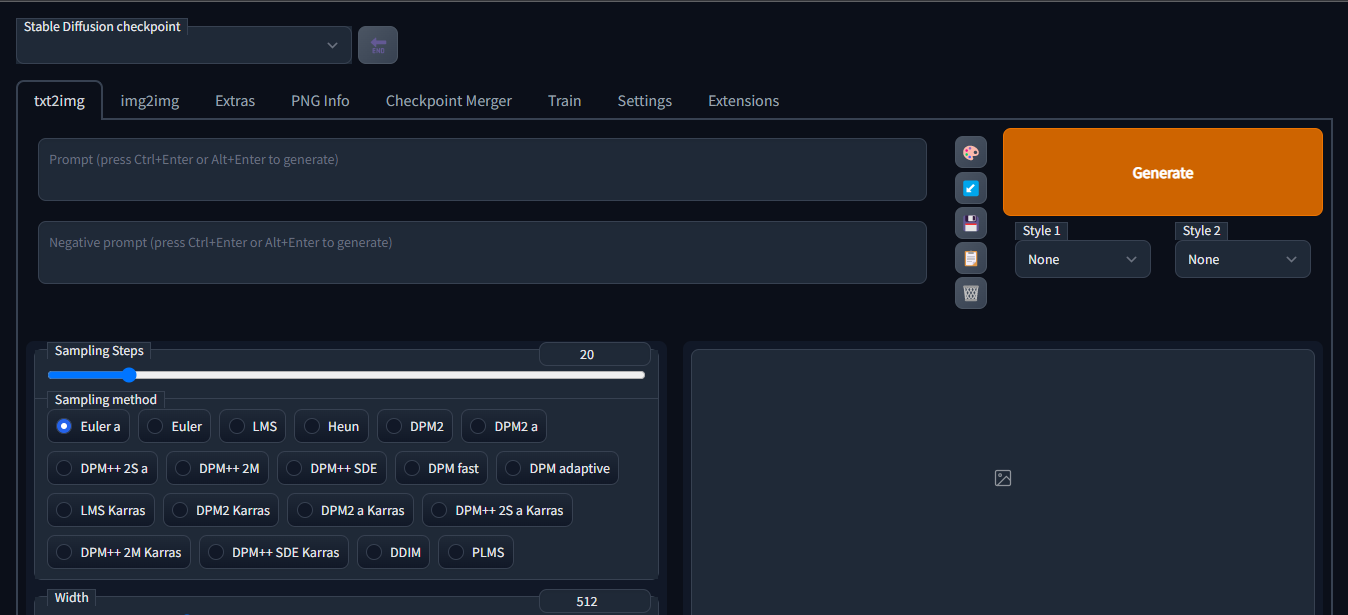 Stable Diffusion checkpoint
END
txt2img img2img Extras PNG Info Checkpoint Merger Train Settings Extensions
Prompt (press Ctrl+Enter or Alt+Enter to generate)
Generate
Negative prompt (press Ctrl+Enter or Alt+Enter to generate)
Style 1 Style 2
None None
Sampling Steps 20
Sampling method
Euler a Euler LMS Heun DPM2 DPM2 a
DPM++ 2S a DPM++ 2M DPM++ SDE DPM fast DPM adaptive
LMS Karras DPM2 Karras DPM2 a Karras DPM++ 2S a Karras
DPM++ 2M Karras DPM++ SDE Karras DDIM PLMS
Width 512